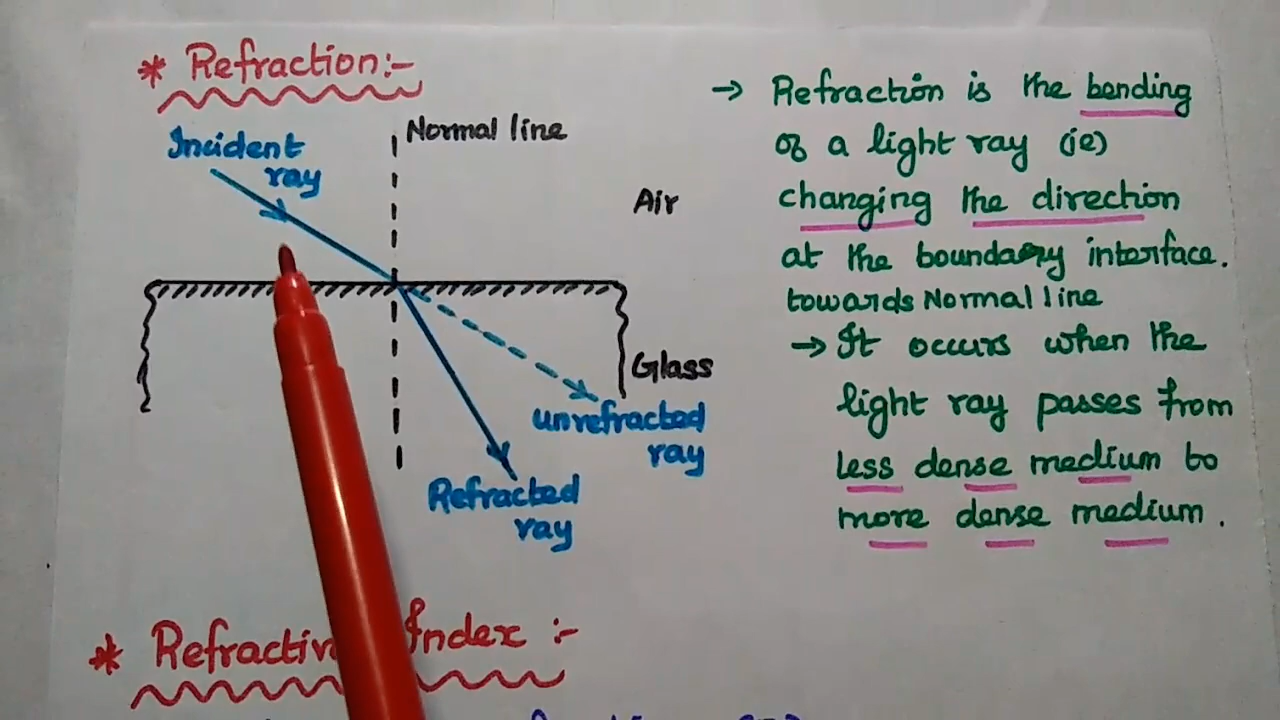 * Refraction:-
Incident
ray
Normal line
Air
Glass
unrefracted
ray
Refracted
ray
→ Refraction is the bending
of a light ray (ie)
changing the direction
at the boundary interface.
towards Normal line
→ It occurs when the
light ray passes from
less dense medium to
more dense medium.
* Index :-